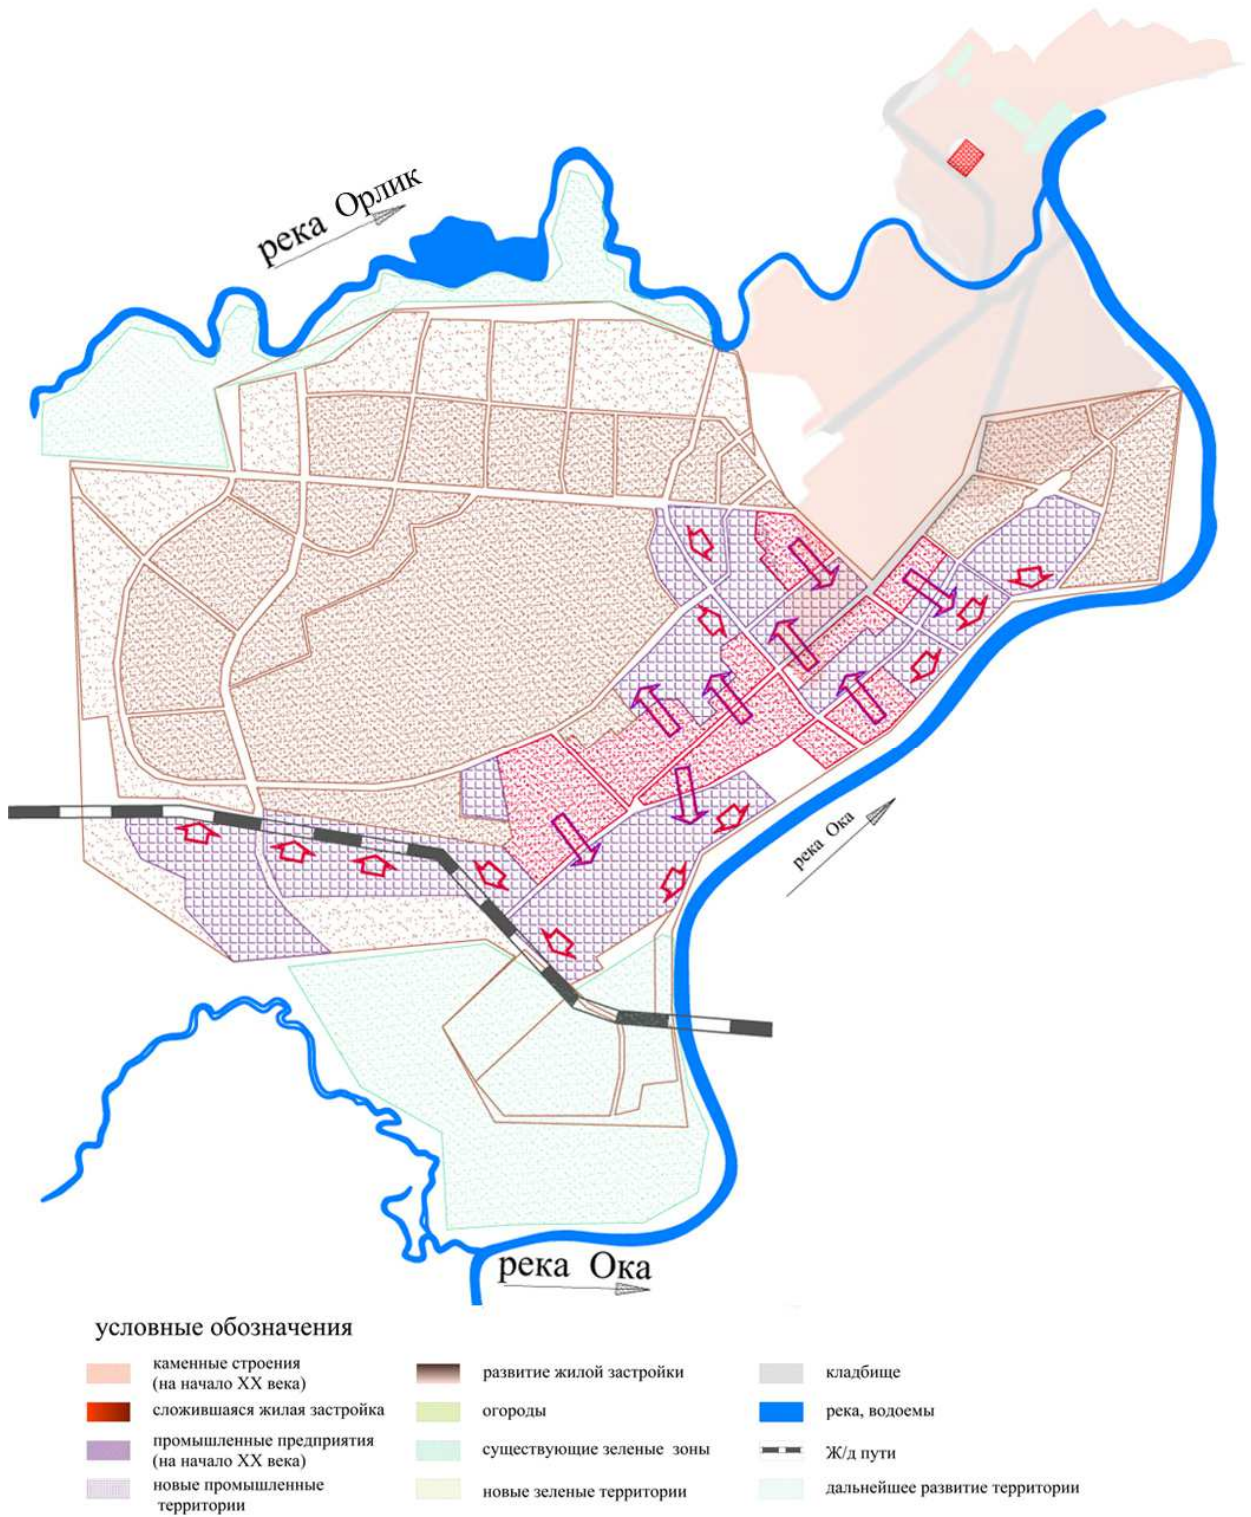 река Орлик
река Ока
река Ока
условные обозначения
каменные строения
(на начало XX века)
сложившаяся жилая застройка
промышленные предприятия
(на начало XX века)
новые промышленные
территории
развитие жилой застройки
огороды
существующие зеленые зоны
новые зеленые территории
кладбище
река, водоемы
Ж/д пути
дальнейшее развитие территории